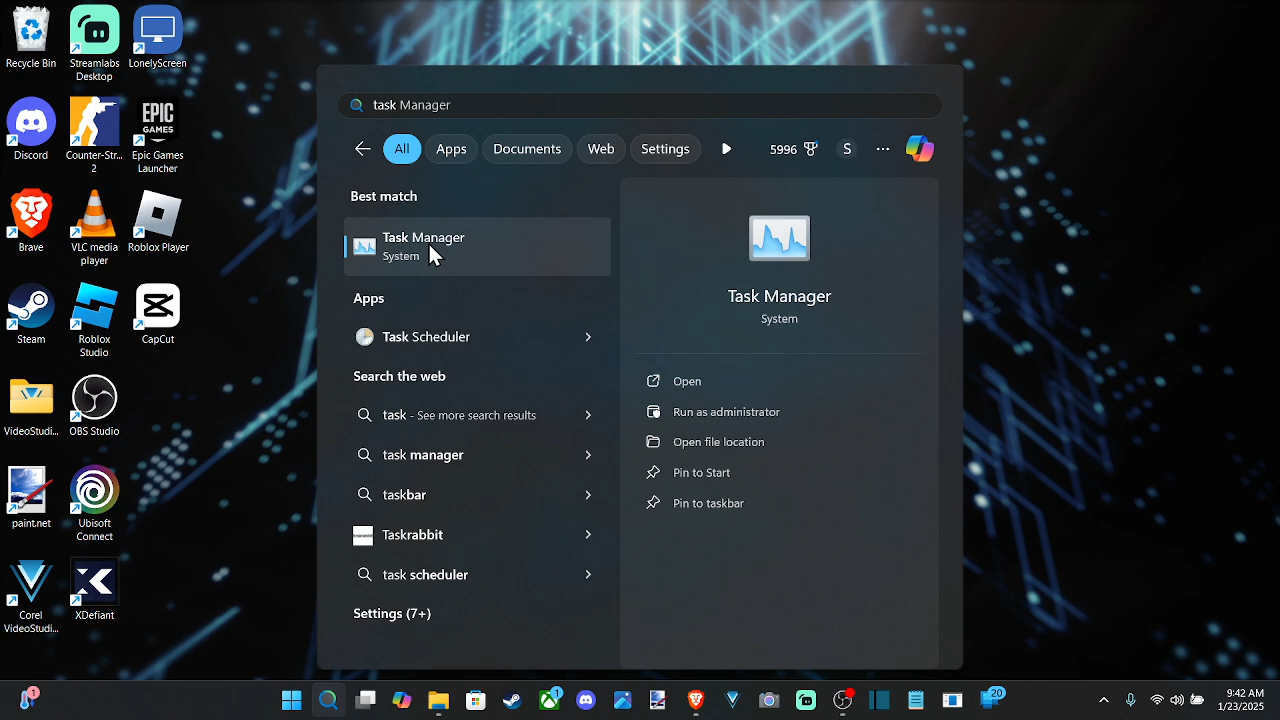 Recycle Bin
Streamlabs
Desktop
LonelyScreen
Discord
Counter-Str...
2
EPIC
GAMES
Epic Games
Launcher
Brave
VLC media
player
Roblox Player
Steam
Roblox
Studio
CapCut
VideoStudi...
OBS Studio
paint.net
Ubisoft
Connect
Corel
VideoStudi...
XDefiant
task Manager
All
Apps
Documents
Web
Settings
5996
S
Best match
Task Manager
System
Apps
Task Scheduler
Search the web
task - See more search results
task manager
taskbar
Taskrabbit
task scheduler
Settings (7+)
Task Manager
System
Open
Run as administrator
Open file location
Pin to Start
Pin to taskbar
1
1
20
9:42 AM
1/23/2025